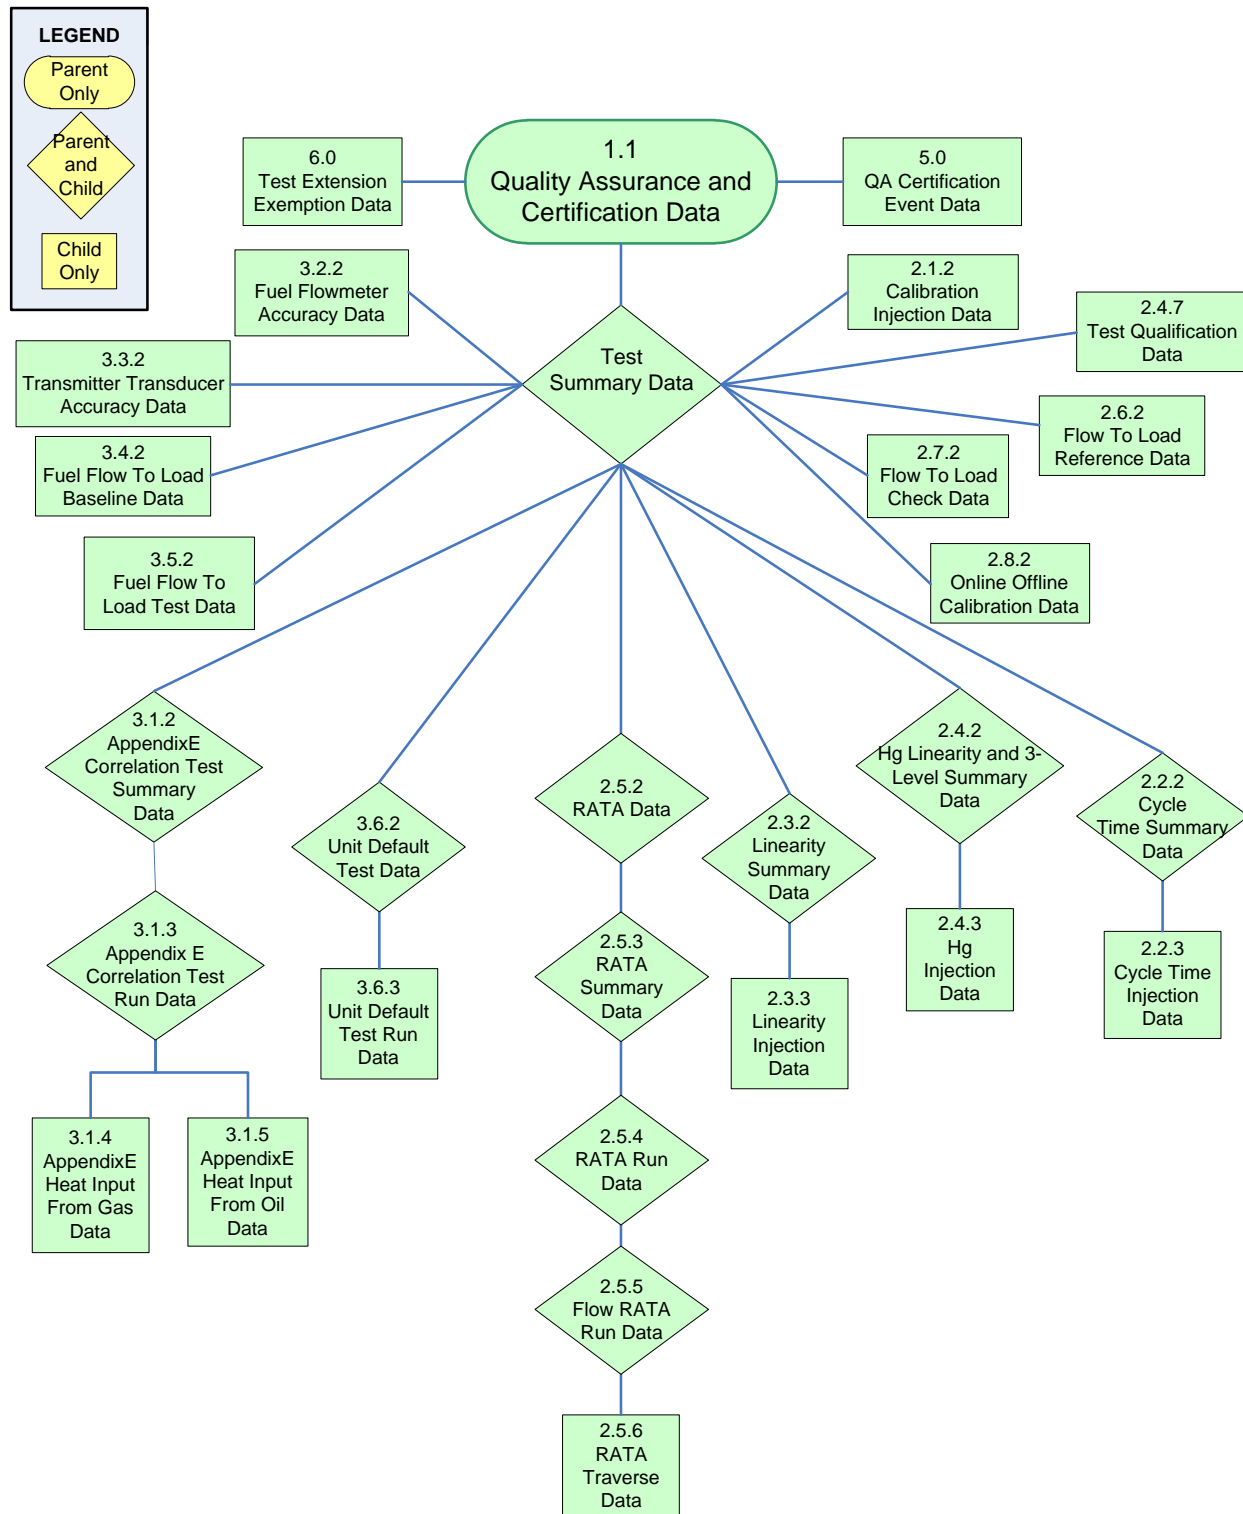 LEGEND
Parent
Only
Parent
and
Child
Child
Only
1.1
Quality Assurance and
Certification Data
6.0
Test Extension
Exemption Data
5.0
QA Certification
Event Data
3.2.2
Fuel Flowmeter
Accuracy Data
2.1.2
Calibration
Injection Data
2.4.7
Test Qualification
Data
Test
Summary Data
3.3.2
Transmitter Transducer
Accuracy Data
2.6.2
Flow To Load
Reference Data
3.4.2
Fuel Flow To Load
Baseline Data
2.7.2
Flow To Load
Check Data
3.5.2
Fuel Flow To
Load Test Data
2.8.2
Online Offline
Calibration Data
3.1.2
AppendixE
Correlation Test
Summary
Data
3.6.2
Unit Default
Test Data
2.5.2
RATA Data
2.3.2
Linearity
Summary
Data
2.4.2
Hg Linearity and 3-
Level Summary
Data
2.2.2
Cycle
Time Summary
Data
3.1.3
Appendix E
Correlation Test
Run Data
3.6.3
Unit Default
Test Run
Data
2.5.3
RATA
Summary
Data
2.3.3
Linearity
Injection
Data
2.4.3
Hg
Injection
Data
2.2.3
Cycle Time
Injection
Data
3.1.4
AppendixE
Heat Input
From Gas
Data
3.1.5
AppendixE
Heat Input
From Oil
Data
2.5.4
RATA Run
Data
2.5.5
Flow RATA
Run Data
2.5.6
RATA
Traverse
Data